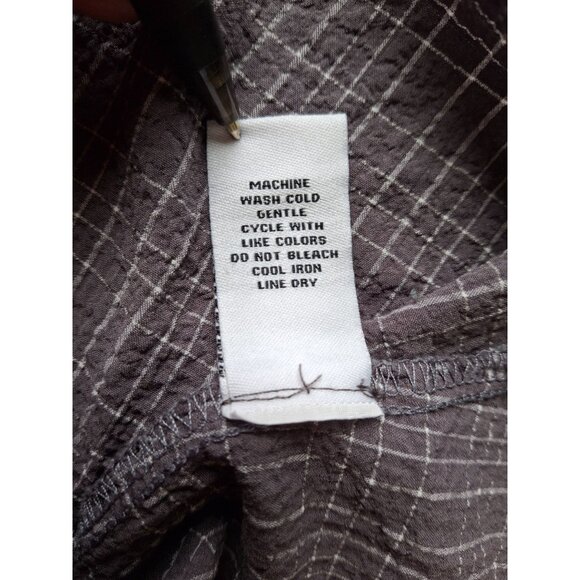 MACHINE
WASH COLD
GENTLE
CYCLE WITH
LIKE COLORS
DO NOT BLEACH
COOL IRON
LINE DRY